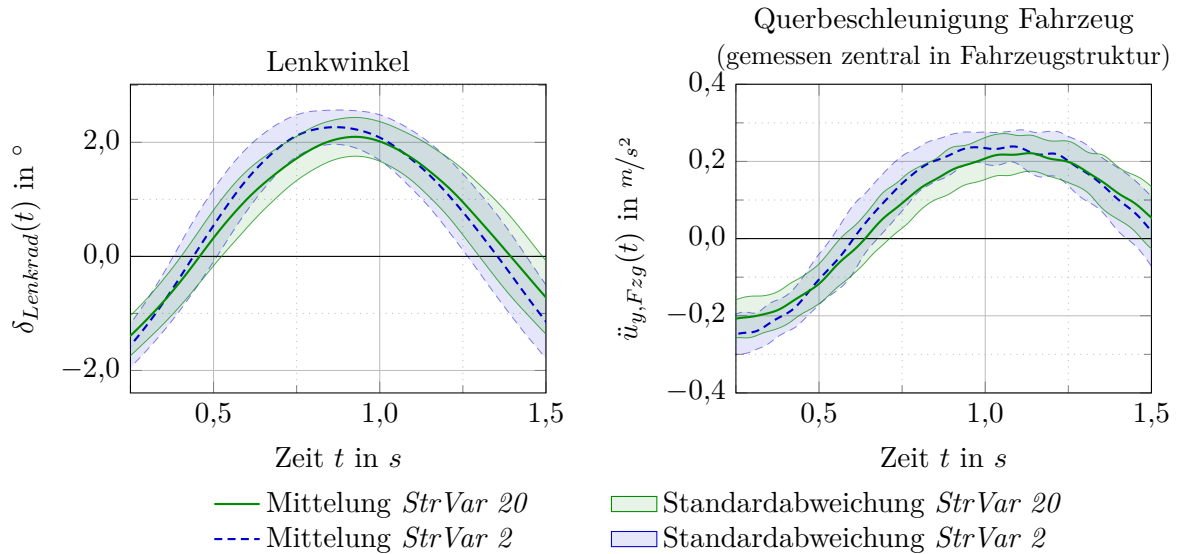 Lenkwinkel
δLenkrad(t) in °
2,0
0,0
−2,0
0,5
1,0
1,5
Zeit t in s
Querbeschleunigung Fahrzeug
(gemessen zentral in Fahrzeugstruktur)
üy,Fzg(t) in m/s²
0,4
0,2
0,0
−0,2
−0,4
0,5
1,0
1,5
Zeit t in s
Mittelung StrVar 20
Standardabweichung StrVar 20
Mittelung StrVar 2
Standardabweichung StrVar 2